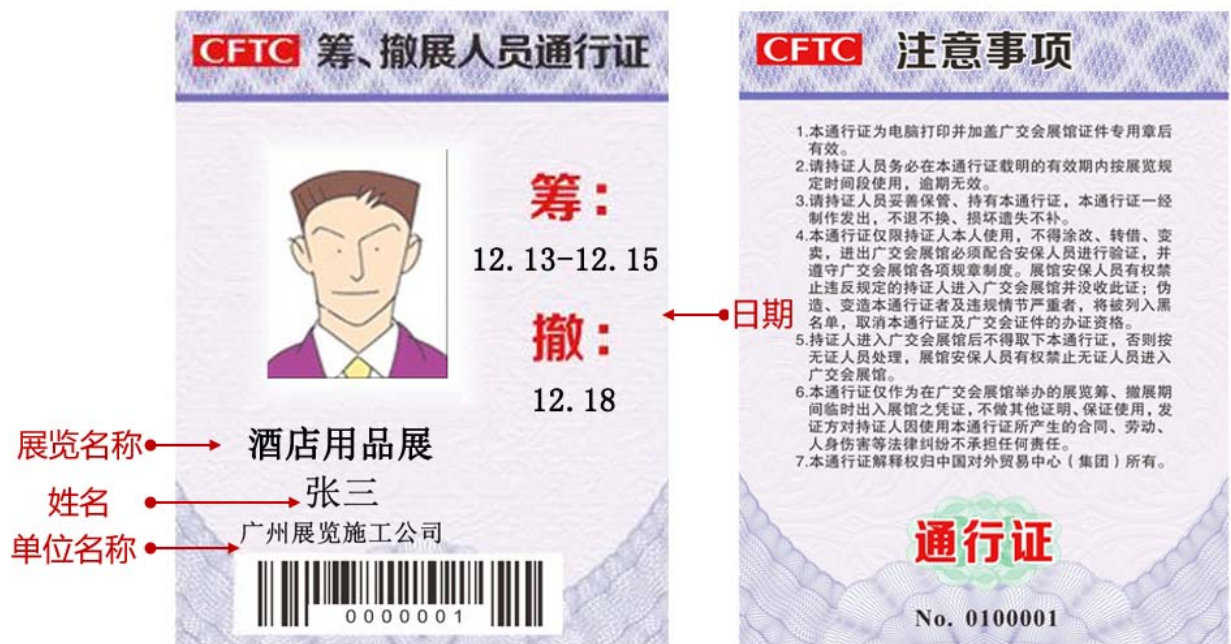 CFTC 筹、撤展人员通行证
筹：
12.13-12.15
撤：
12.18
日期
展览名称
酒店用品展
姓名
张三
单位名称
广州展览施工公司
0000001
CFTC 注意事项
1.本通行证为电脑打印并加盖广交会展馆证件专用章后
有效。
2.请持证人员务必在本通行证载明的有效期内按展览规
定时间段使用，逾期无效。
3.请持证人员妥善保管、持有本通行证，本通行证一经
制作发出，不退不换、损坏遗失不补。
4.本通行证仅限持证人本人使用，不得涂改、转借、变
卖，进出广交会展馆必须配合安保人员进行验证，并
遵守广交会展馆各项规章制度。展馆安保人员有权禁
止违反规定的持证人进入广交会展馆并没收此证；伪
造、变造本通行证者及违规情节严重者，将被列入黑
名单，取消本通行证及广交会证件的办证资格。
5.持证人进入广交会展馆后不得取下本通行证，否则按
无证人员处理，展馆安保人员有权禁止无证人员进入
广交会展馆。
6.本通行证仅作为在广交会展馆举办的展览筹、撤展期
间临时出入展馆之凭证，不做其他证明、保证使用，发
证方对持证人因使用本通行证所产生的合同、劳动、
人身伤害等法律纠纷不承担任何责任。
7.本通行证解释权归中国对外贸易中心（集团）所有。
通行证
No. 0100001